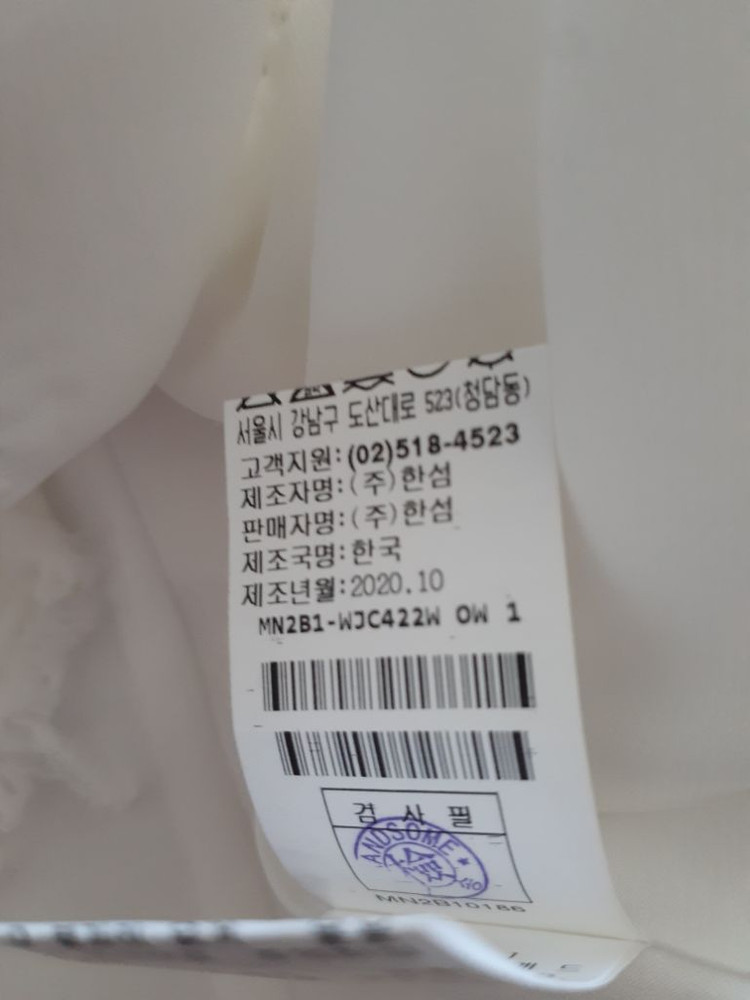 서울시 강남구 도산대로 523(청담동)
고객지원:(02)518-4523
제조자명:(주)한섬
판매자명:(주)한섬
제조국명:한국
제조년월:2020.10
MN2B1-WJC422W OW 1
검 사 필
ANDSOME
MN2B10186